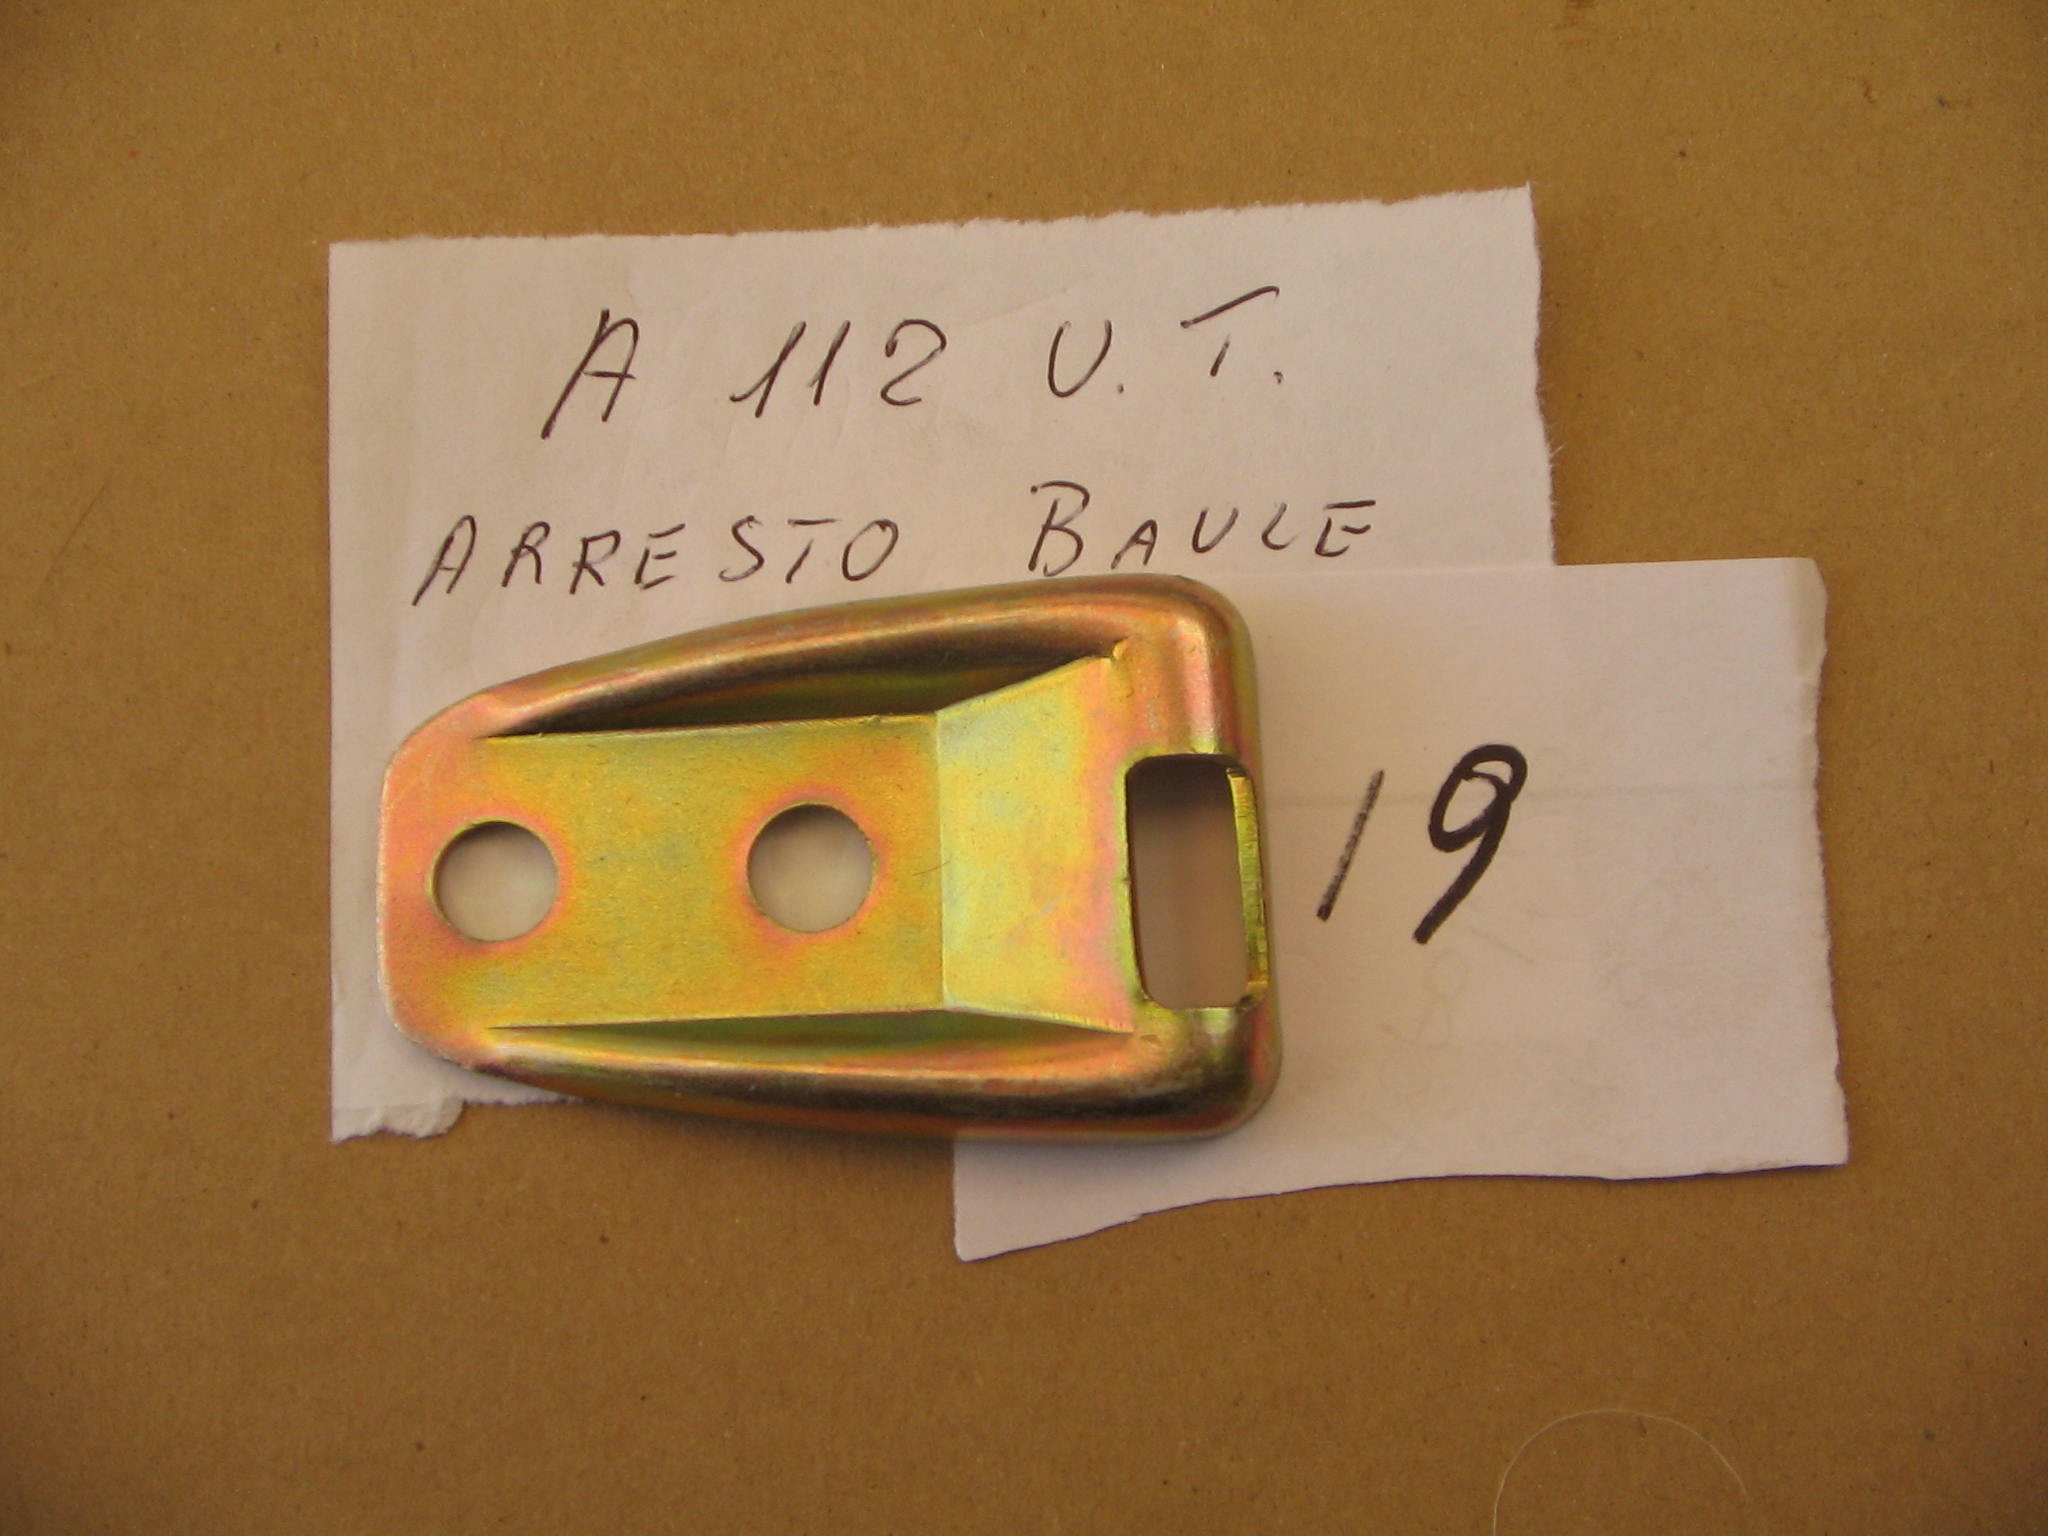 A 112 U.T.
ARRESTO BAULE
19